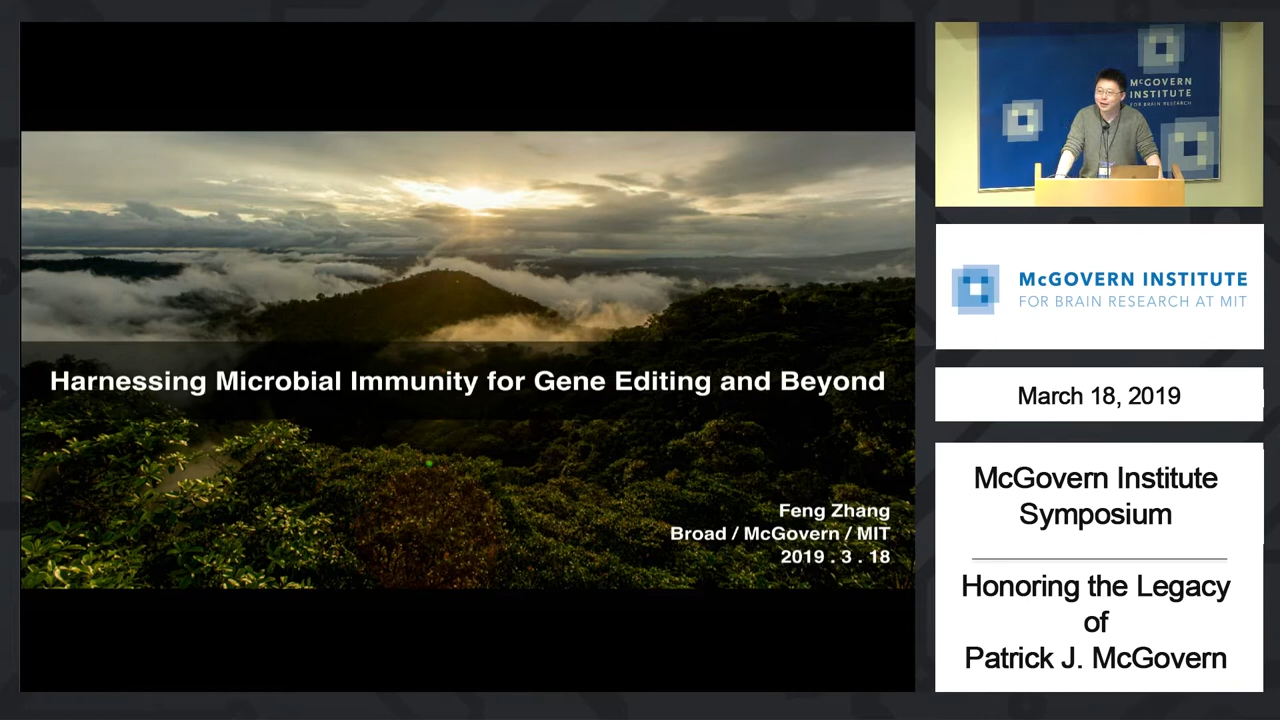 Harnessing Microbial Immunity for Gene Editing and Beyond
Feng Zhang
Broad / McGovern / MIT
2019 . 3 . 18
McGOVERN
INSTITUTE
FOR BRAIN RESEARCH
McGOVERN INSTITUTE
FOR BRAIN RESEARCH AT MIT
March 18, 2019
McGovern Institute
Symposium
Honoring the Legacy
of
Patrick J. McGovern